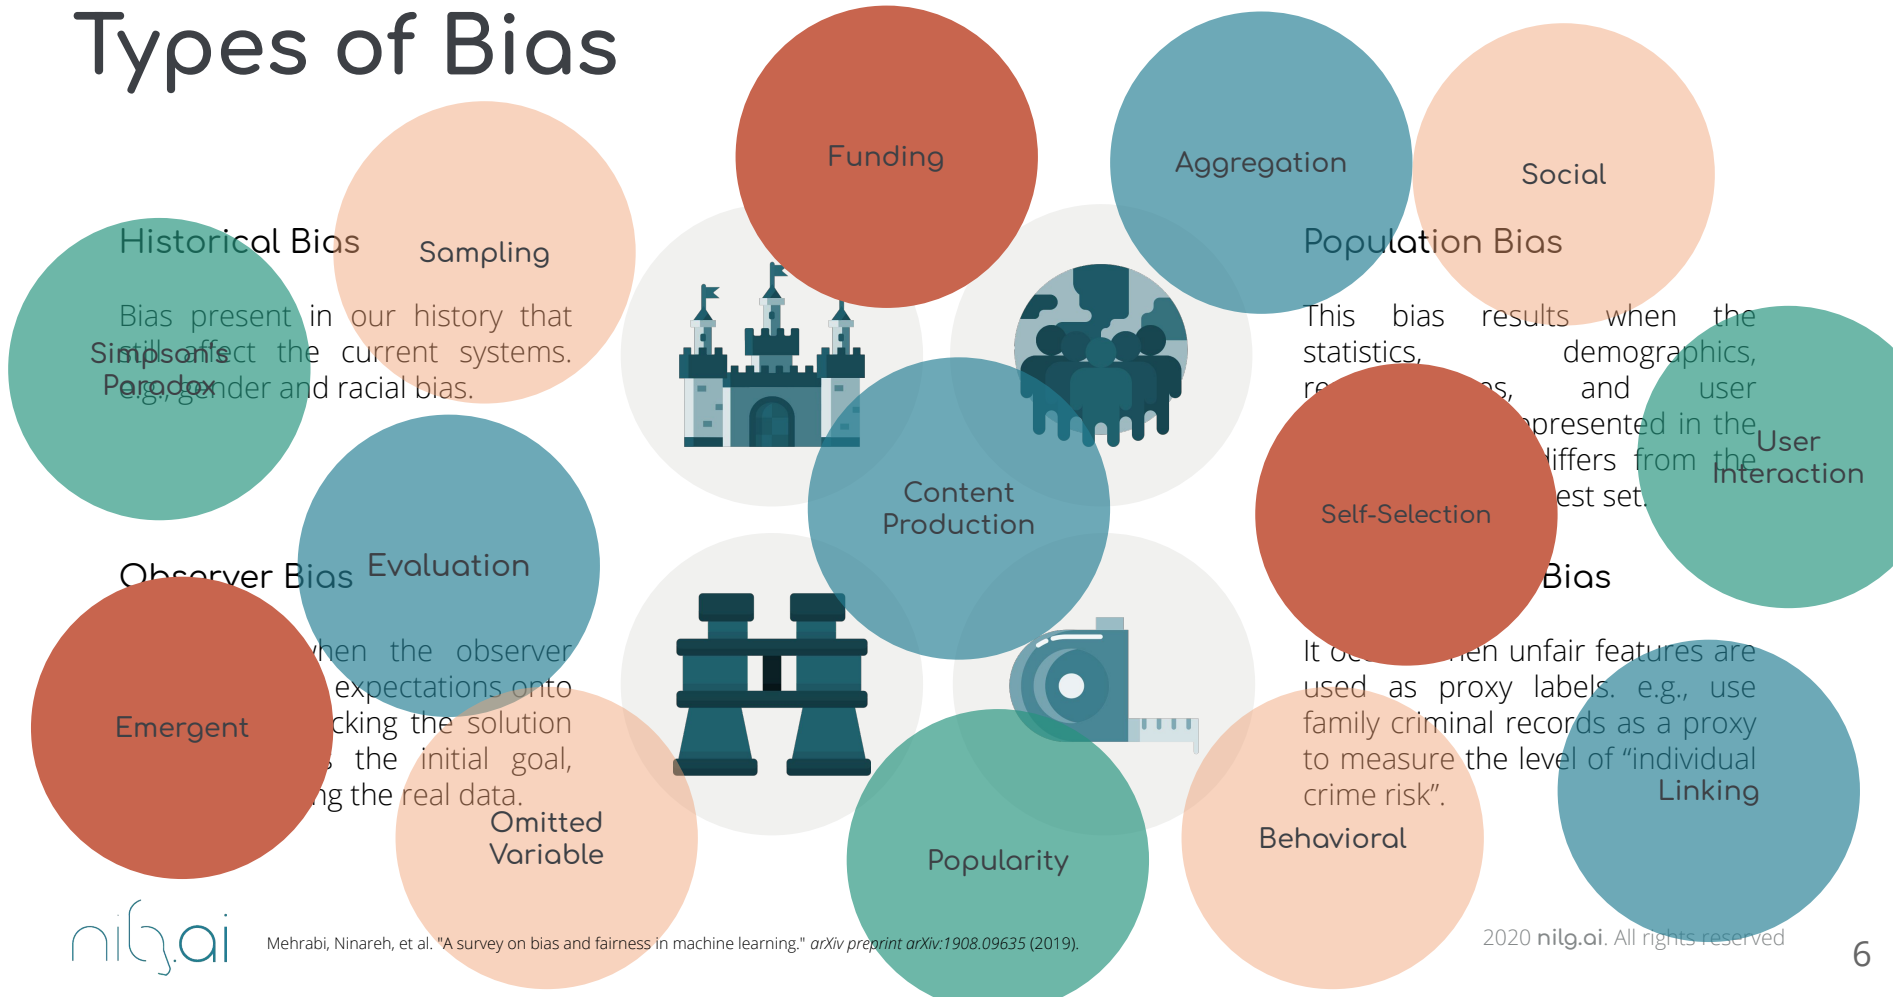 Types of Bias
Funding
Aggregation
Social
Sampling
Historical Bias
Bias present in our history that
still affect the current systems.
e.g., gender and racial bias.
Simpson's
Paradox
Population Bias
This bias results when the
statistics, demographics,
and user
represented in the
differs from the
test set.
User
Interaction
Content
Production
Self-Selection
Evaluation
Observer Bias
when the observer
expectations onto
the solution
the initial goal,
the real data.
Emergent
Omitted
Variable
Popularity
Bias
It when unfair features are
used as proxy labels. e.g., use
family criminal records as a proxy
to measure the level of “individual
crime risk”.
Behavioral
Linking
nilg.ai
Mehrabi, Ninareh, et al. "A survey on bias and fairness in machine learning." arXiv preprint arXiv:1908.09635 (2019).
2020 nilg.ai. All rights reserved
6